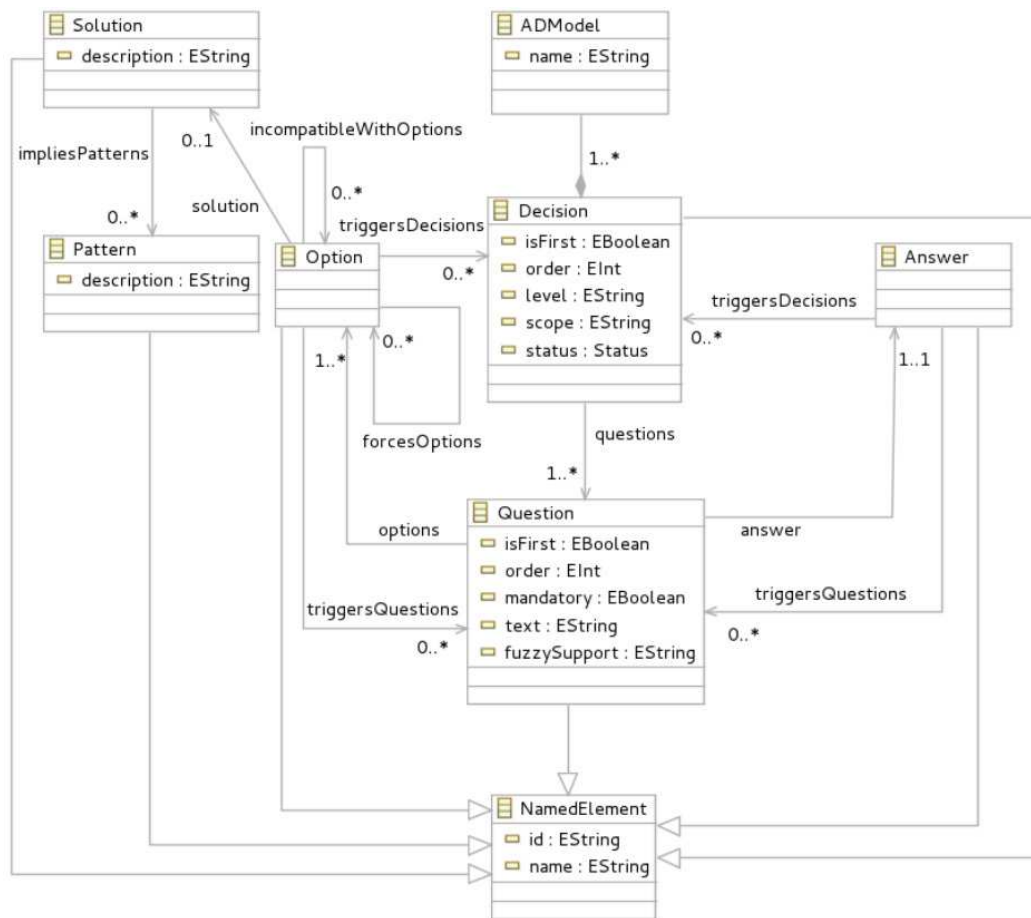 Solution
description : EString
ADModel
name : EString
impliesPatterns
0..*
0..1
solution
incompatibleWithOptions
0..*
1..*
triggersDecisions
0..*
Pattern
description : EString
Option
Decision
isFirst : EBoolean
order : EInt
level : EString
scope : EString
status : Status
Answer
triggersDecisions
0..*
1..*
0..*
forcesOptions
1..1
questions
1..*
options
Question
isFirst : EBoolean
order : EInt
mandatory : EBoolean
text : EString
fuzzySupport : EString
answer
triggersQuestions
0..*
triggersQuestions
0..*
NamedElement
id : EString
name : EString